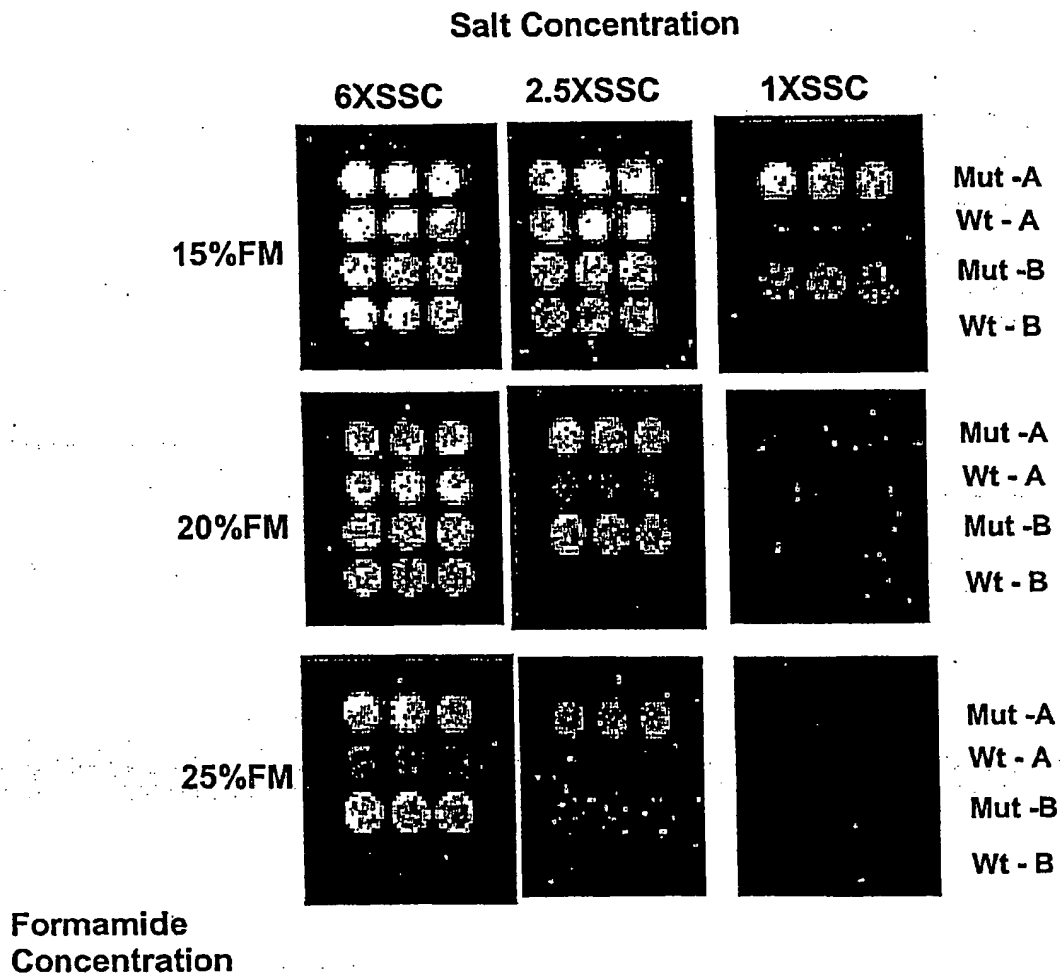 Salt Concentration
6XSSC 2.5XSSC 1XSSC
15%FM
Mut -A
Wt - A
Mut -B
Wt - B
20%FM
Mut -A
Wt - A
Mut -B
Wt - B
25%FM
Mut -A
Wt - A
Mut -B
Wt - B
Formamide
Concentration